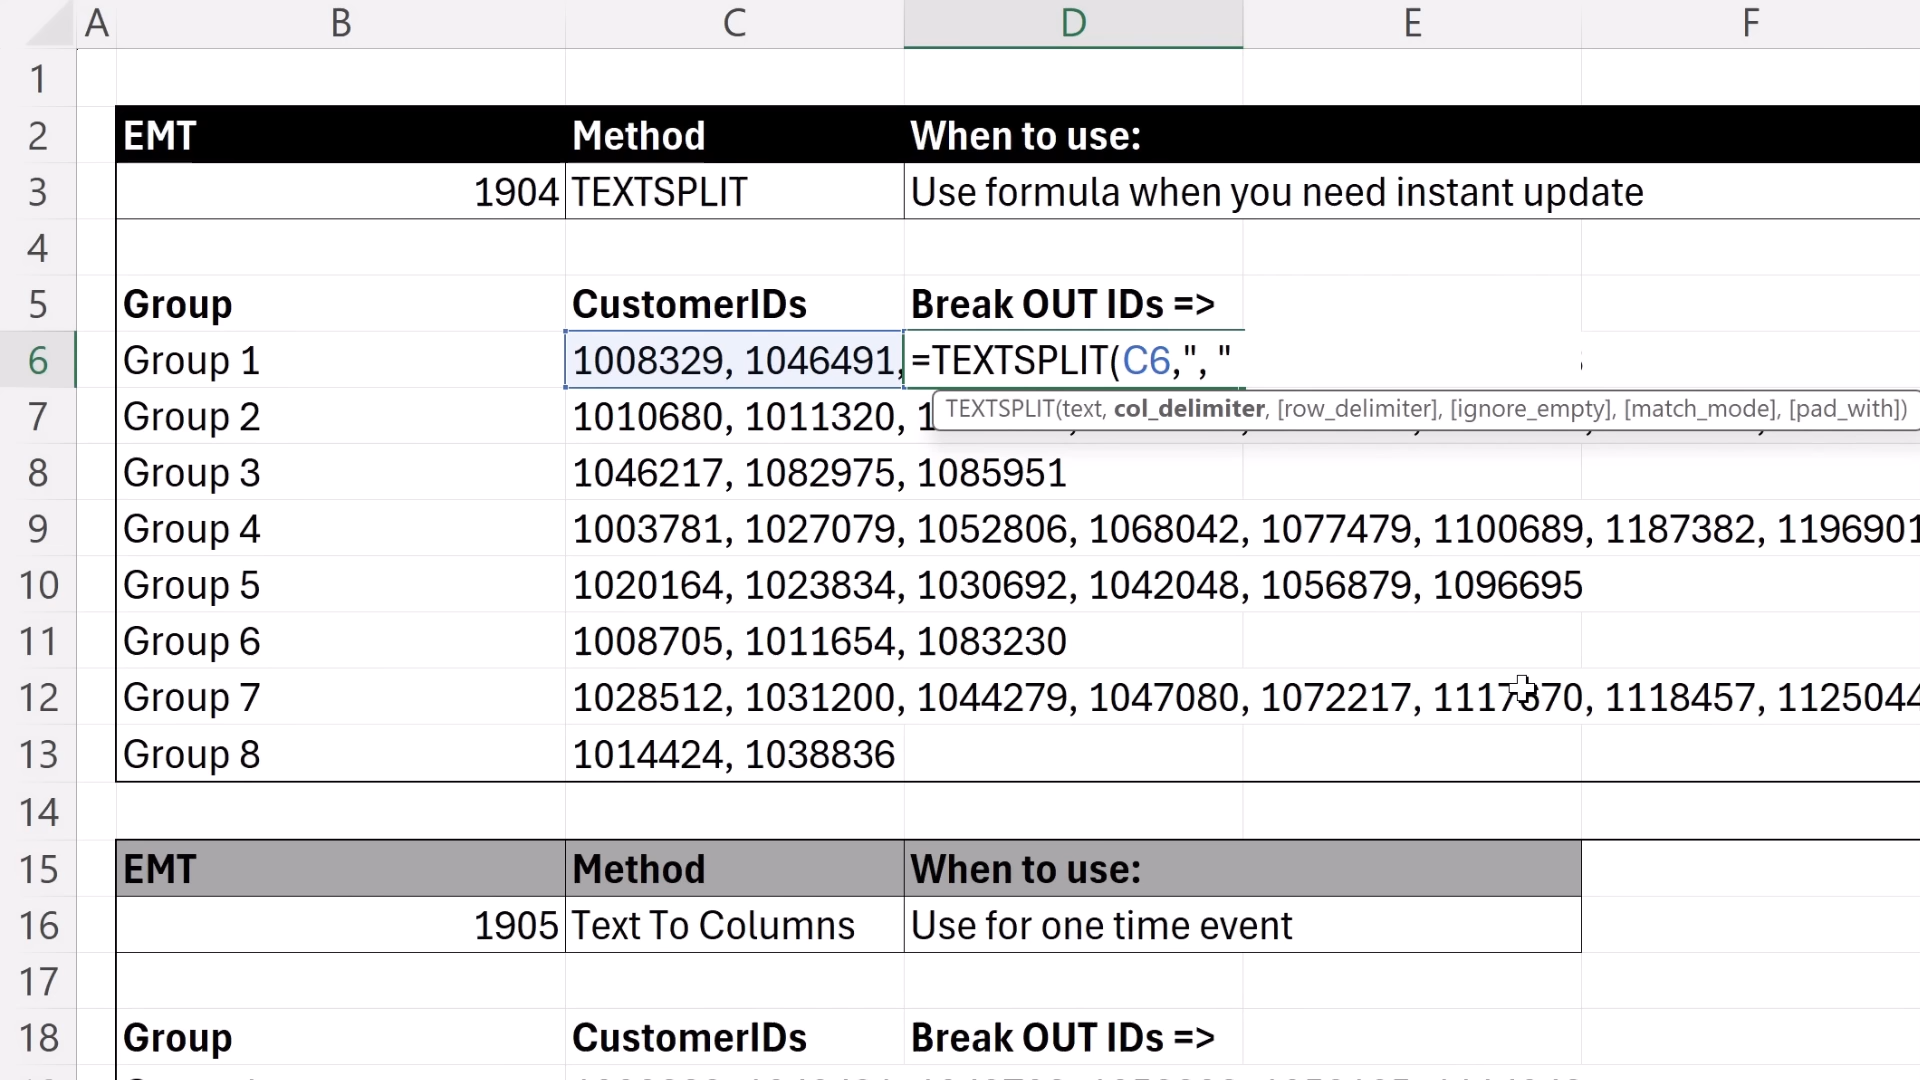 A B C D E F
1
2 EMT Method When to use:
3 1904 TEXTSPLIT Use formula when you need instant update
4
5 Group CustomerIDs Break OUT IDs =>
6 Group 1 1008329, 1046491, =TEXTSPLIT(C6,", "
TEXTSPLIT(text, col_delimiter, [row_delimiter], [ignore_empty], [match_mode], [pad_with])
7 Group 2 1010680, 1011320, 1
8 Group 3 1046217, 1082975, 1085951
9 Group 4 1003781, 1027079, 1052806, 1068042, 1077479, 1100689, 1187382, 1196901
10 Group 5 1020164, 1023834, 1030692, 1042048, 1056879, 1096695
11 Group 6 1008705, 1011654, 1083230
12 Group 7 1028512, 1031200, 1044279, 1047080, 1072217, 1118457, 1125044
13 Group 8 1014424, 1038836
14
15 EMT Method When to use:
16 1905 Text To Columns Use for one time event
17
18 Group CustomerIDs Break OUT IDs =>